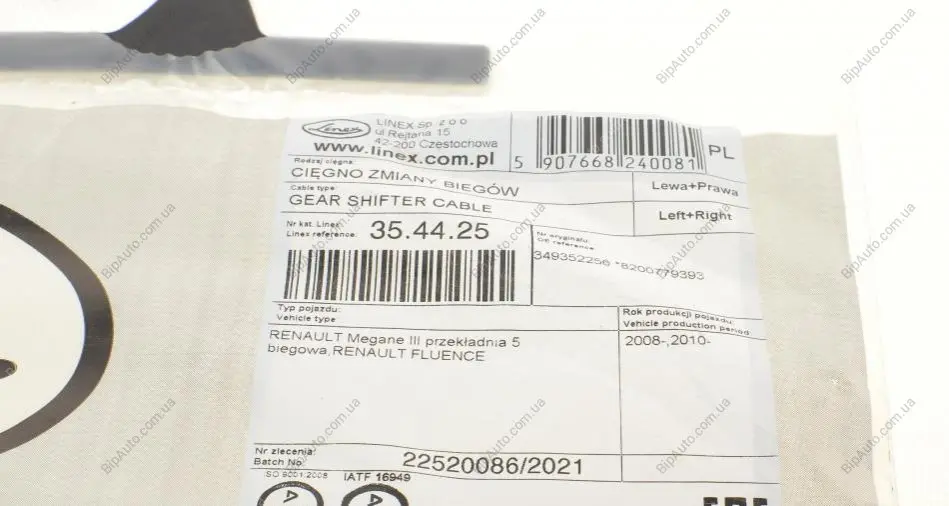 LINEX
LINEX Sp. z o o
ul Rejtana 15
42-200 Częstochowa
www.linex.com.pl
5 907668 240081
PL
Rodzaj cięgna:
CIĘGNO ZMIANY BIEGÓW
Cable type:
GEAR SHIFTER CABLE
Lewa+Prawa
Left+Right
Nr kat. Linex:
Linex reference:
35.44.25
Nr oryginału:
OE reference
349352256 *8200779393
Typ pojazdu:
Vehicle type
Rok produkcji pojazdu:
Vehicle production period
RENAULT Megane III przekładnia 5
biegowa,RENAULT FLUENCE
2008-,2010-
Nr zlecenia:
Batch No:
22520086/2021
ISO 9001:2008
IATF 16949
BipAuto.com.ua